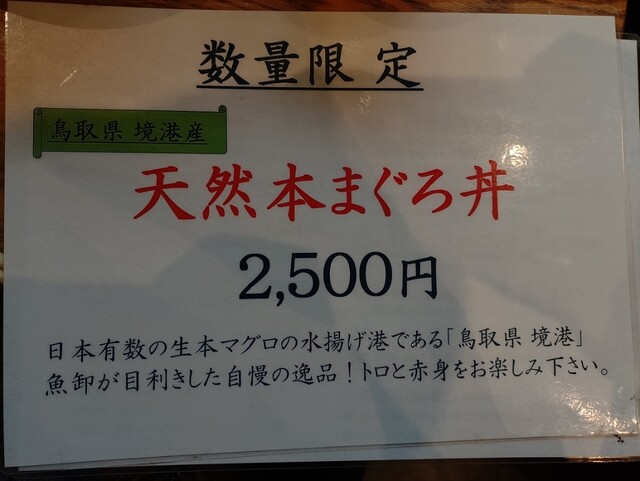 数量限定
鳥取県 境港産
天然本まぐろ丼
2,500円
日本有数の生本マグロの水揚げ港である「鳥取県 境港」
魚卸が目利きした自慢の逸品！トロと赤身をお楽しみ下さい。